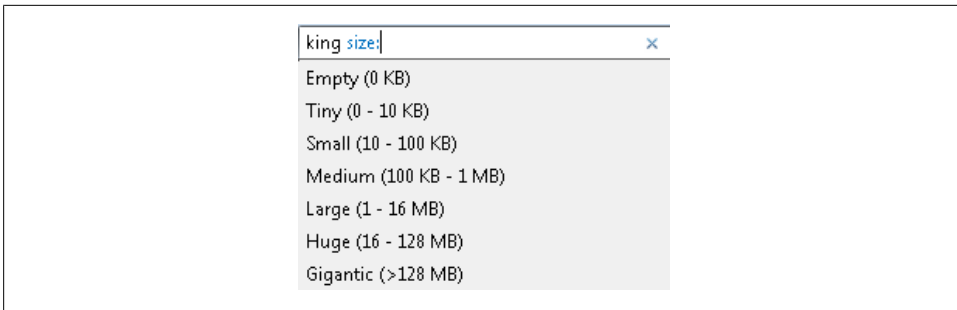 king size:
Empty (0 KB)
Tiny (0 - 10 KB)
Small (10 - 100 KB)
Medium (100 KB - 1 MB)
Large (1 - 16 MB)
Huge (16 - 128 MB)
Gigantic (>128 MB)